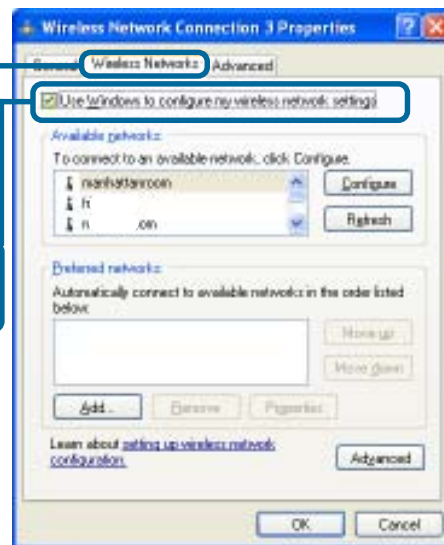 Wireless Network Connection 3 Properties
General Wireless Networks Advanced
Use Windows to configure my wireless network settings
Available networks:
To connect to an available network, click Configure.
manhattanroom
Configure
Refresh
Preferred networks:
Automatically connect to available networks in the order listed
below:
Move up
Move down
Add... Remove Properties
Learn about setting up wireless network
configuration.
Advanced
OK Cancel